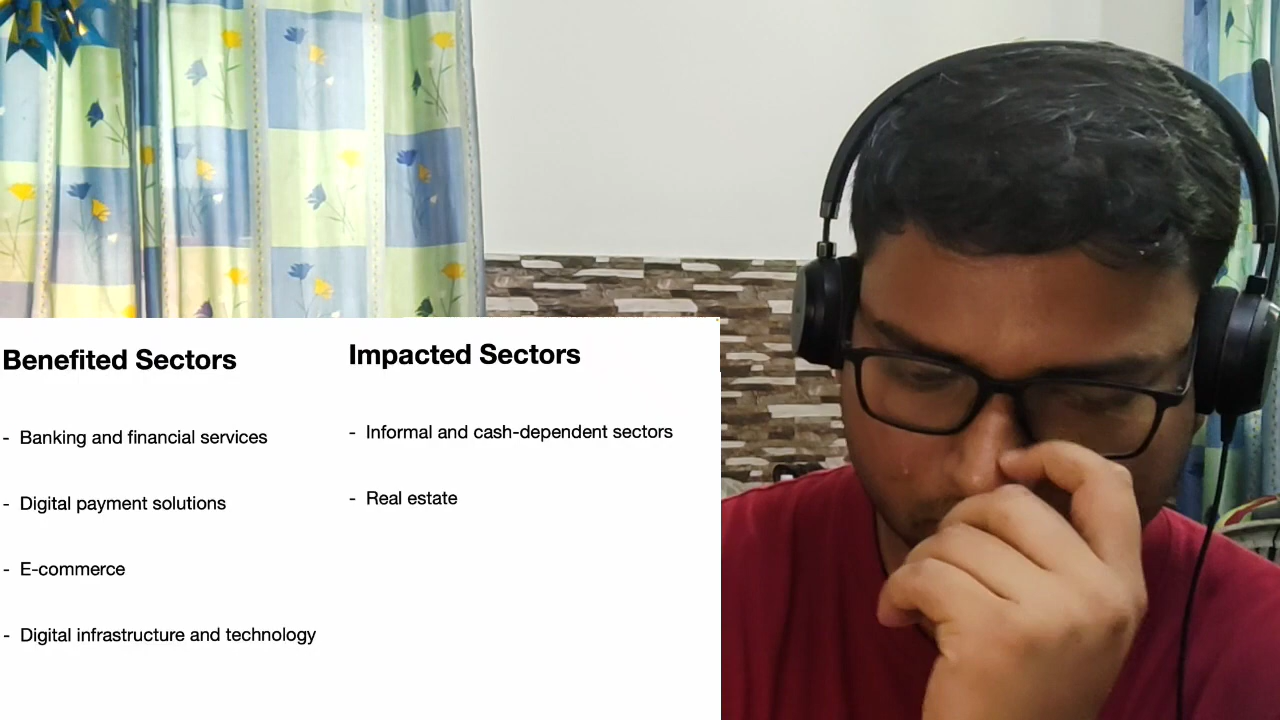 Benefited Sectors
- Banking and financial services
- Digital payment solutions
- E-commerce
- Digital infrastructure and technology
Impacted Sectors
- Informal and cash-dependent sectors
- Real estate